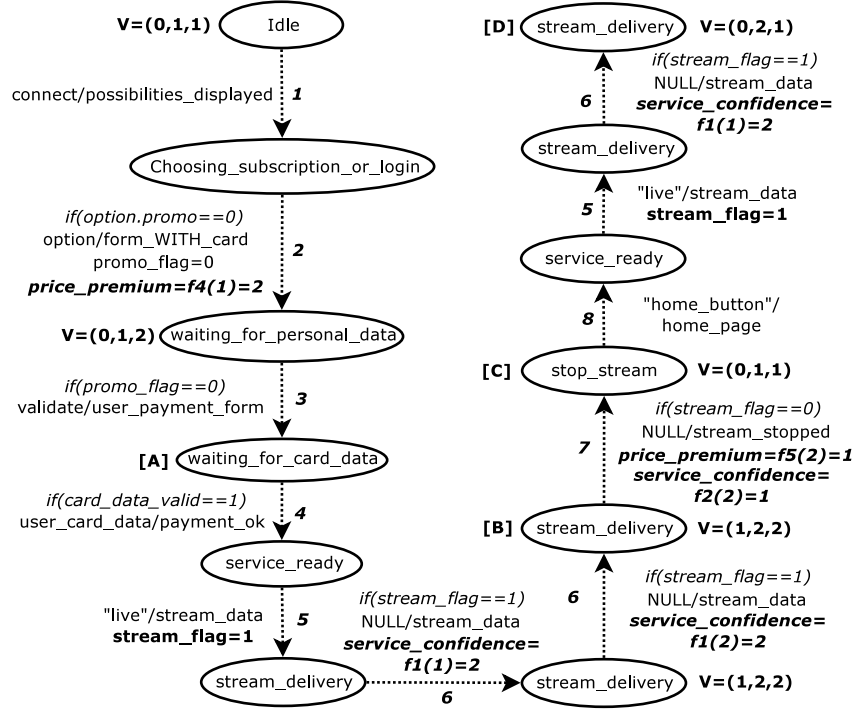 V=(0,1,1)
Idle
connect/possibilities_displayed
1
Choosing_subscription_or_login
if(option.promo==0)
option/form_WITH_card
promo_flag=0
price_premium=f4(1)=2
2
V=(0,1,2)
waiting_for_personal_data
if(promo_flag==0)
validate/user_payment_form
3
[A]
waiting_for_card_data
if(card_data_valid==1)
user_card_data/payment_ok
4
service_ready
"live"/stream_data
stream_flag=1
5
stream_delivery
if(stream_flag==1)
NULL/stream_data
service_confidence=
f1(1)=2
6
stream_delivery
V=(1,2,2)
6
if(stream_flag==1)
NULL/stream_data
service_confidence=
f1(2)=2
[B]
stream_delivery
V=(1,2,2)
7
if(stream_flag==0)
NULL/stream_stopped
price_premium=f5(2)=1
service_confidence=
f2(2)=1
[C]
stop_stream
V=(0,1,1)
8
"home_button"/
home_page
service_ready
5
"live"/stream_data
stream_flag=1
stream_delivery
6
if(stream_flag==1)
NULL/stream_data
service_confidence=
f1(1)=2
[D]
stream_delivery
V=(0,2,1)